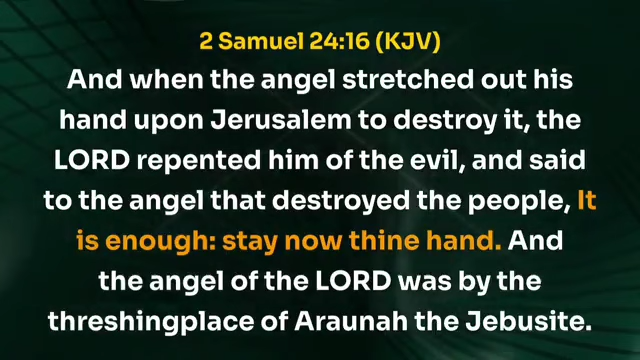 2 Samuel 24:16 (KJV)
And when the angel stretched out his
hand upon Jerusalem to destroy it, the
LORD repented him of the evil, and said
to the angel that destroyed the people, It
is enough: stay now thine hand. And
the angel of the LORD was by the
threshingplace of Araunah the Jebusite.